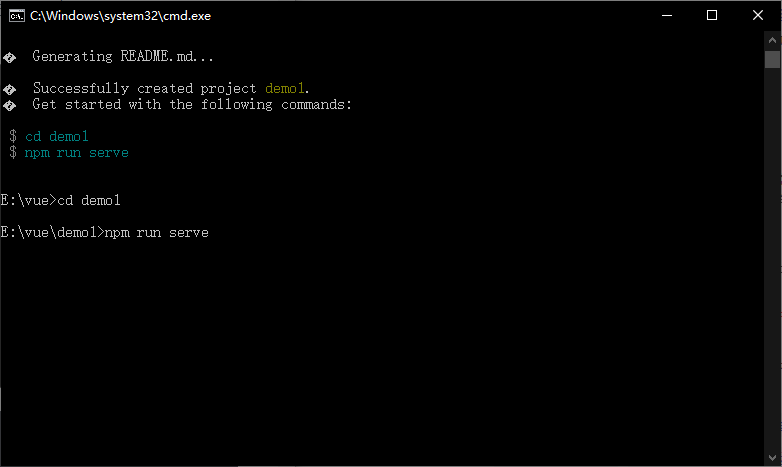 C:\Windows\system32\cmd.exe
� Generating README.md...
� Successfully created project demo1.
� Get started with the following commands:
$ cd demo1
$ npm run serve
E:\vue>cd demo1
E:\vue\demo1>npm run serve